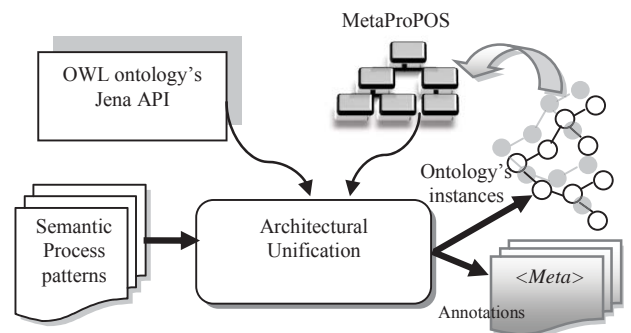 MetaProPOS
OWL ontology's
Jena API
Ontology's
instances
Semantic
Process
patterns
Architectural
Unification
<Meta>
Annotations